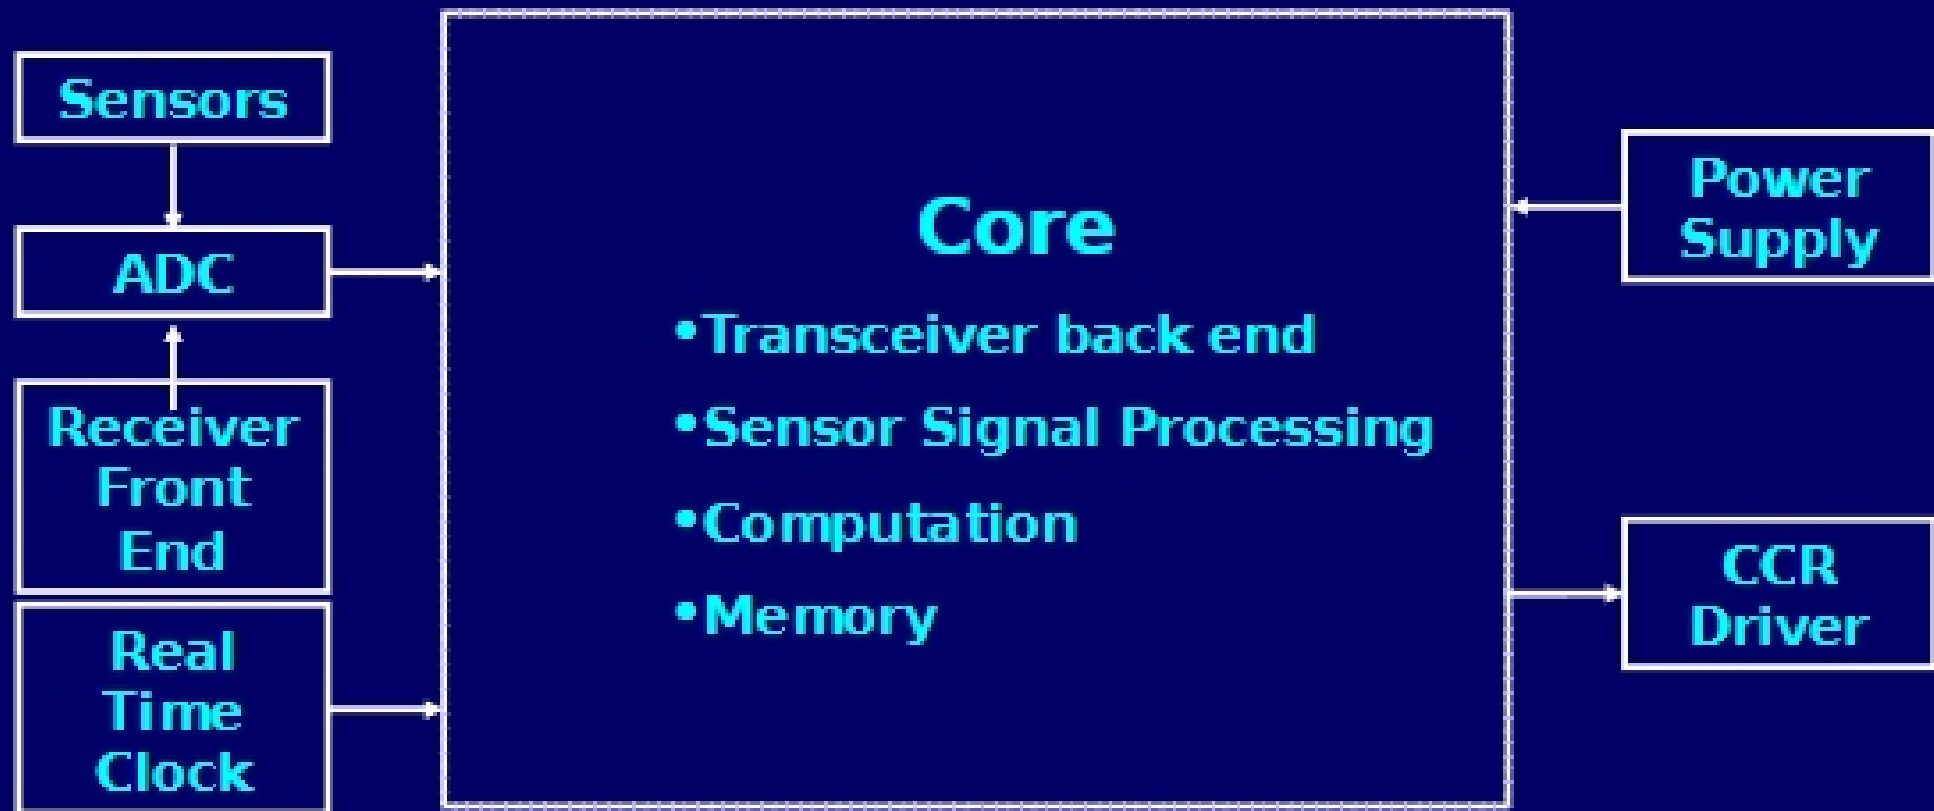 Sensors
ADC
Receiver
Front
End
Real
Time
Clock
Core
•Transceiver back end
•Sensor Signal Processing
•Computation
•Memory
Power
Supply
CCR
Driver